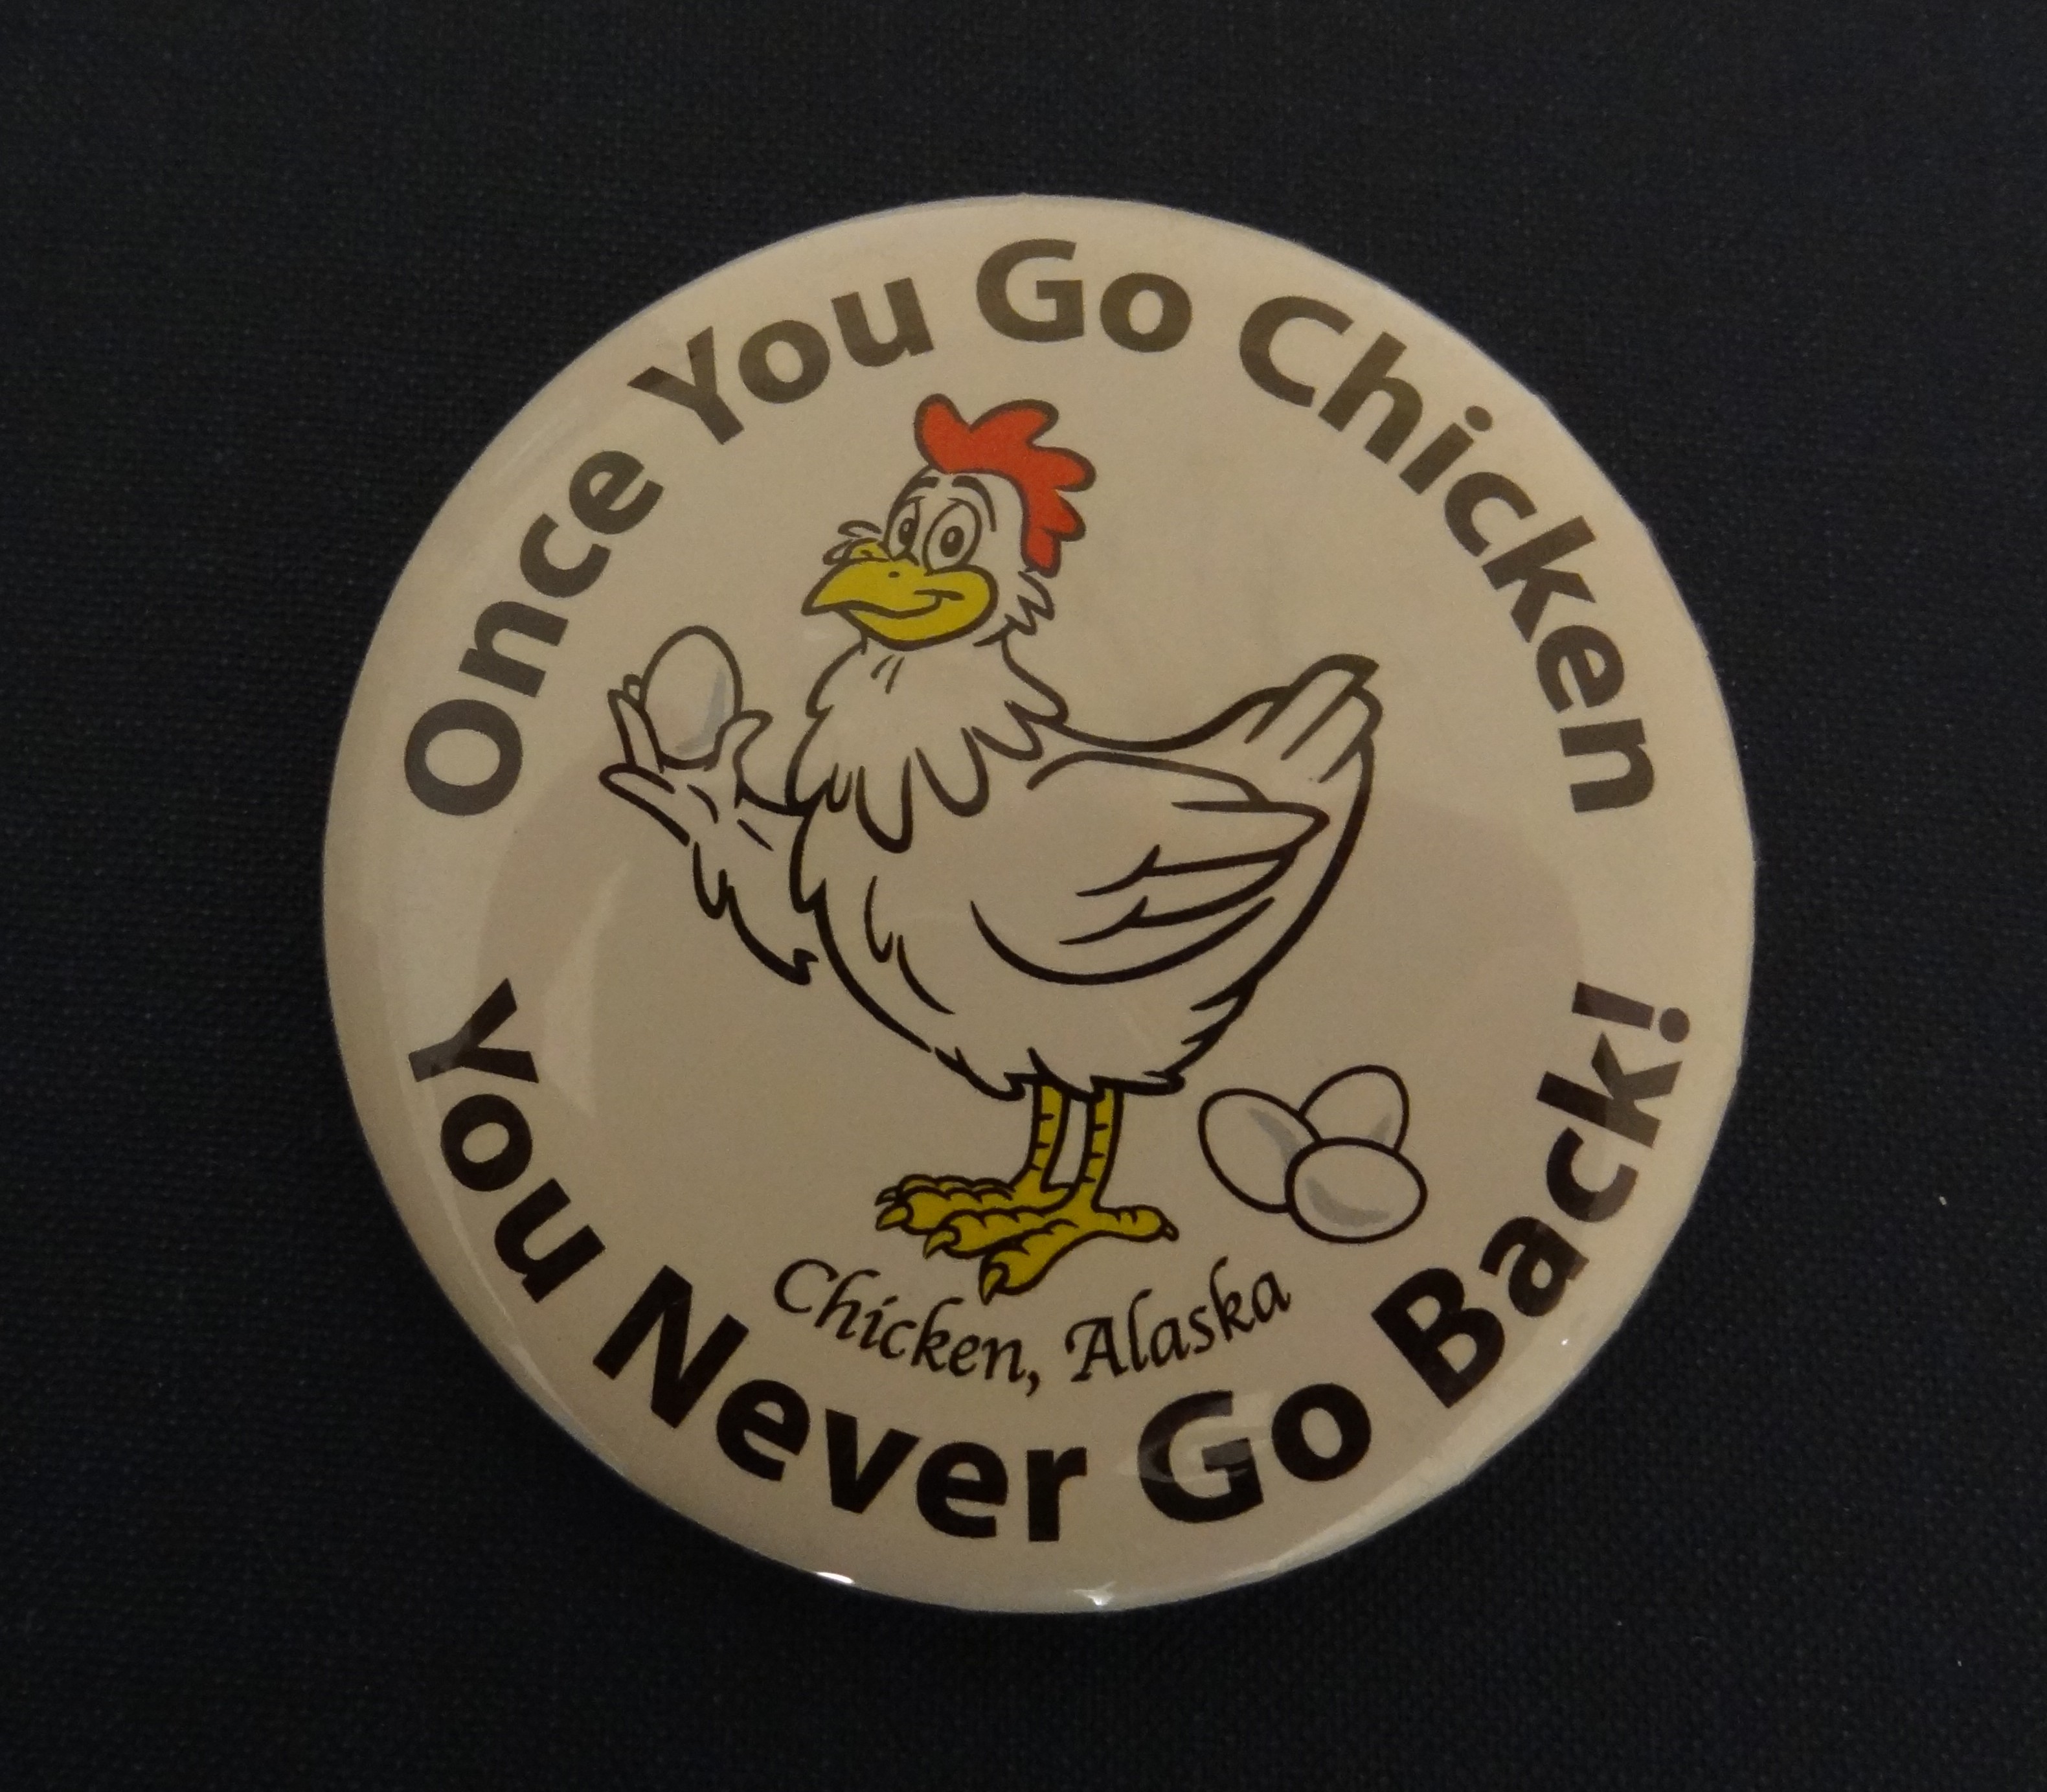 Once You Go Chicken
Chicken, Alaska
You Never Go Back!